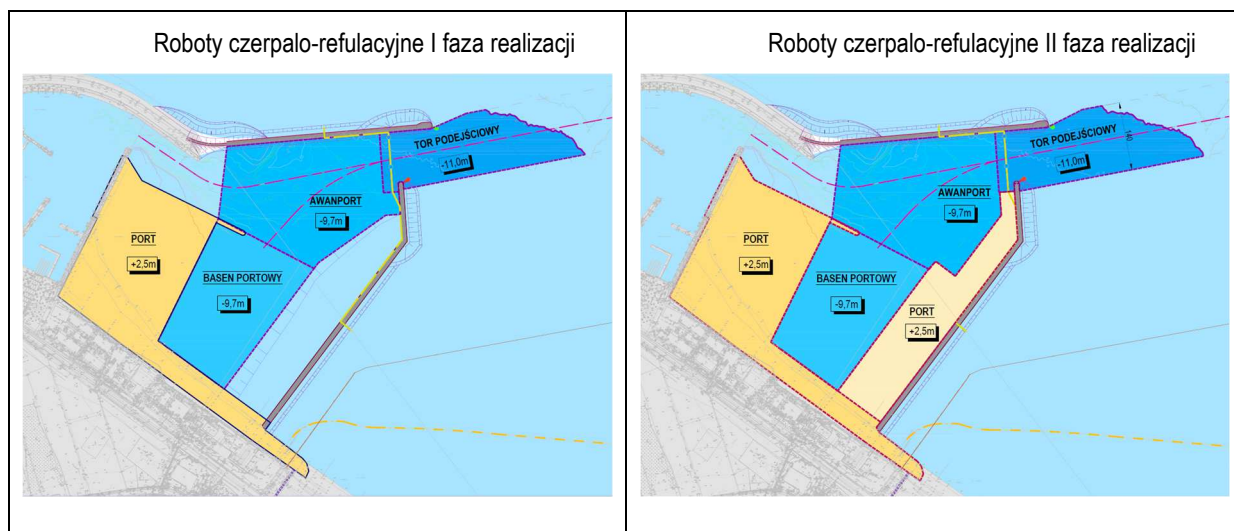 Roboty czerpalo-refulacyjne I faza realizacji
TOR PODEJŚCIOWY
-11,0m
AWANPORT
-9,7m
PORT
+2,5m
BASEN PORTOWY
-9,7m
Roboty czerpalo-refulacyjne II faza realizacji
TOR PODEJŚCIOWY
-11,0m
140
AWANPORT
-9,7m
PORT
+2,5m
BASEN PORTOWY
-9,7m
PORT
+2,5m